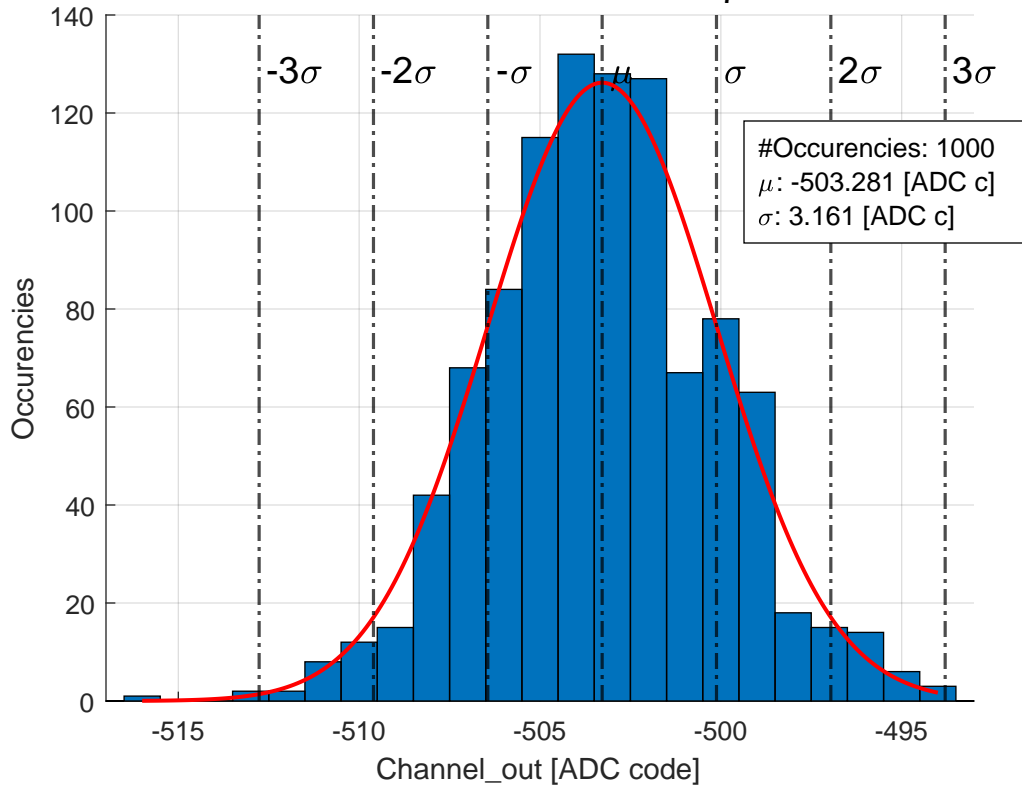 140
120
100
80
60
40
20
0
Occurencies
-3σ
-2σ
-σ
μ
σ
2σ
3σ
#Occurencies: 1000
μ: -503.281 [ADC c]
σ: 3.161 [ADC c]
-515
-510
-505
-500
-495
Channel_out [ADC code]